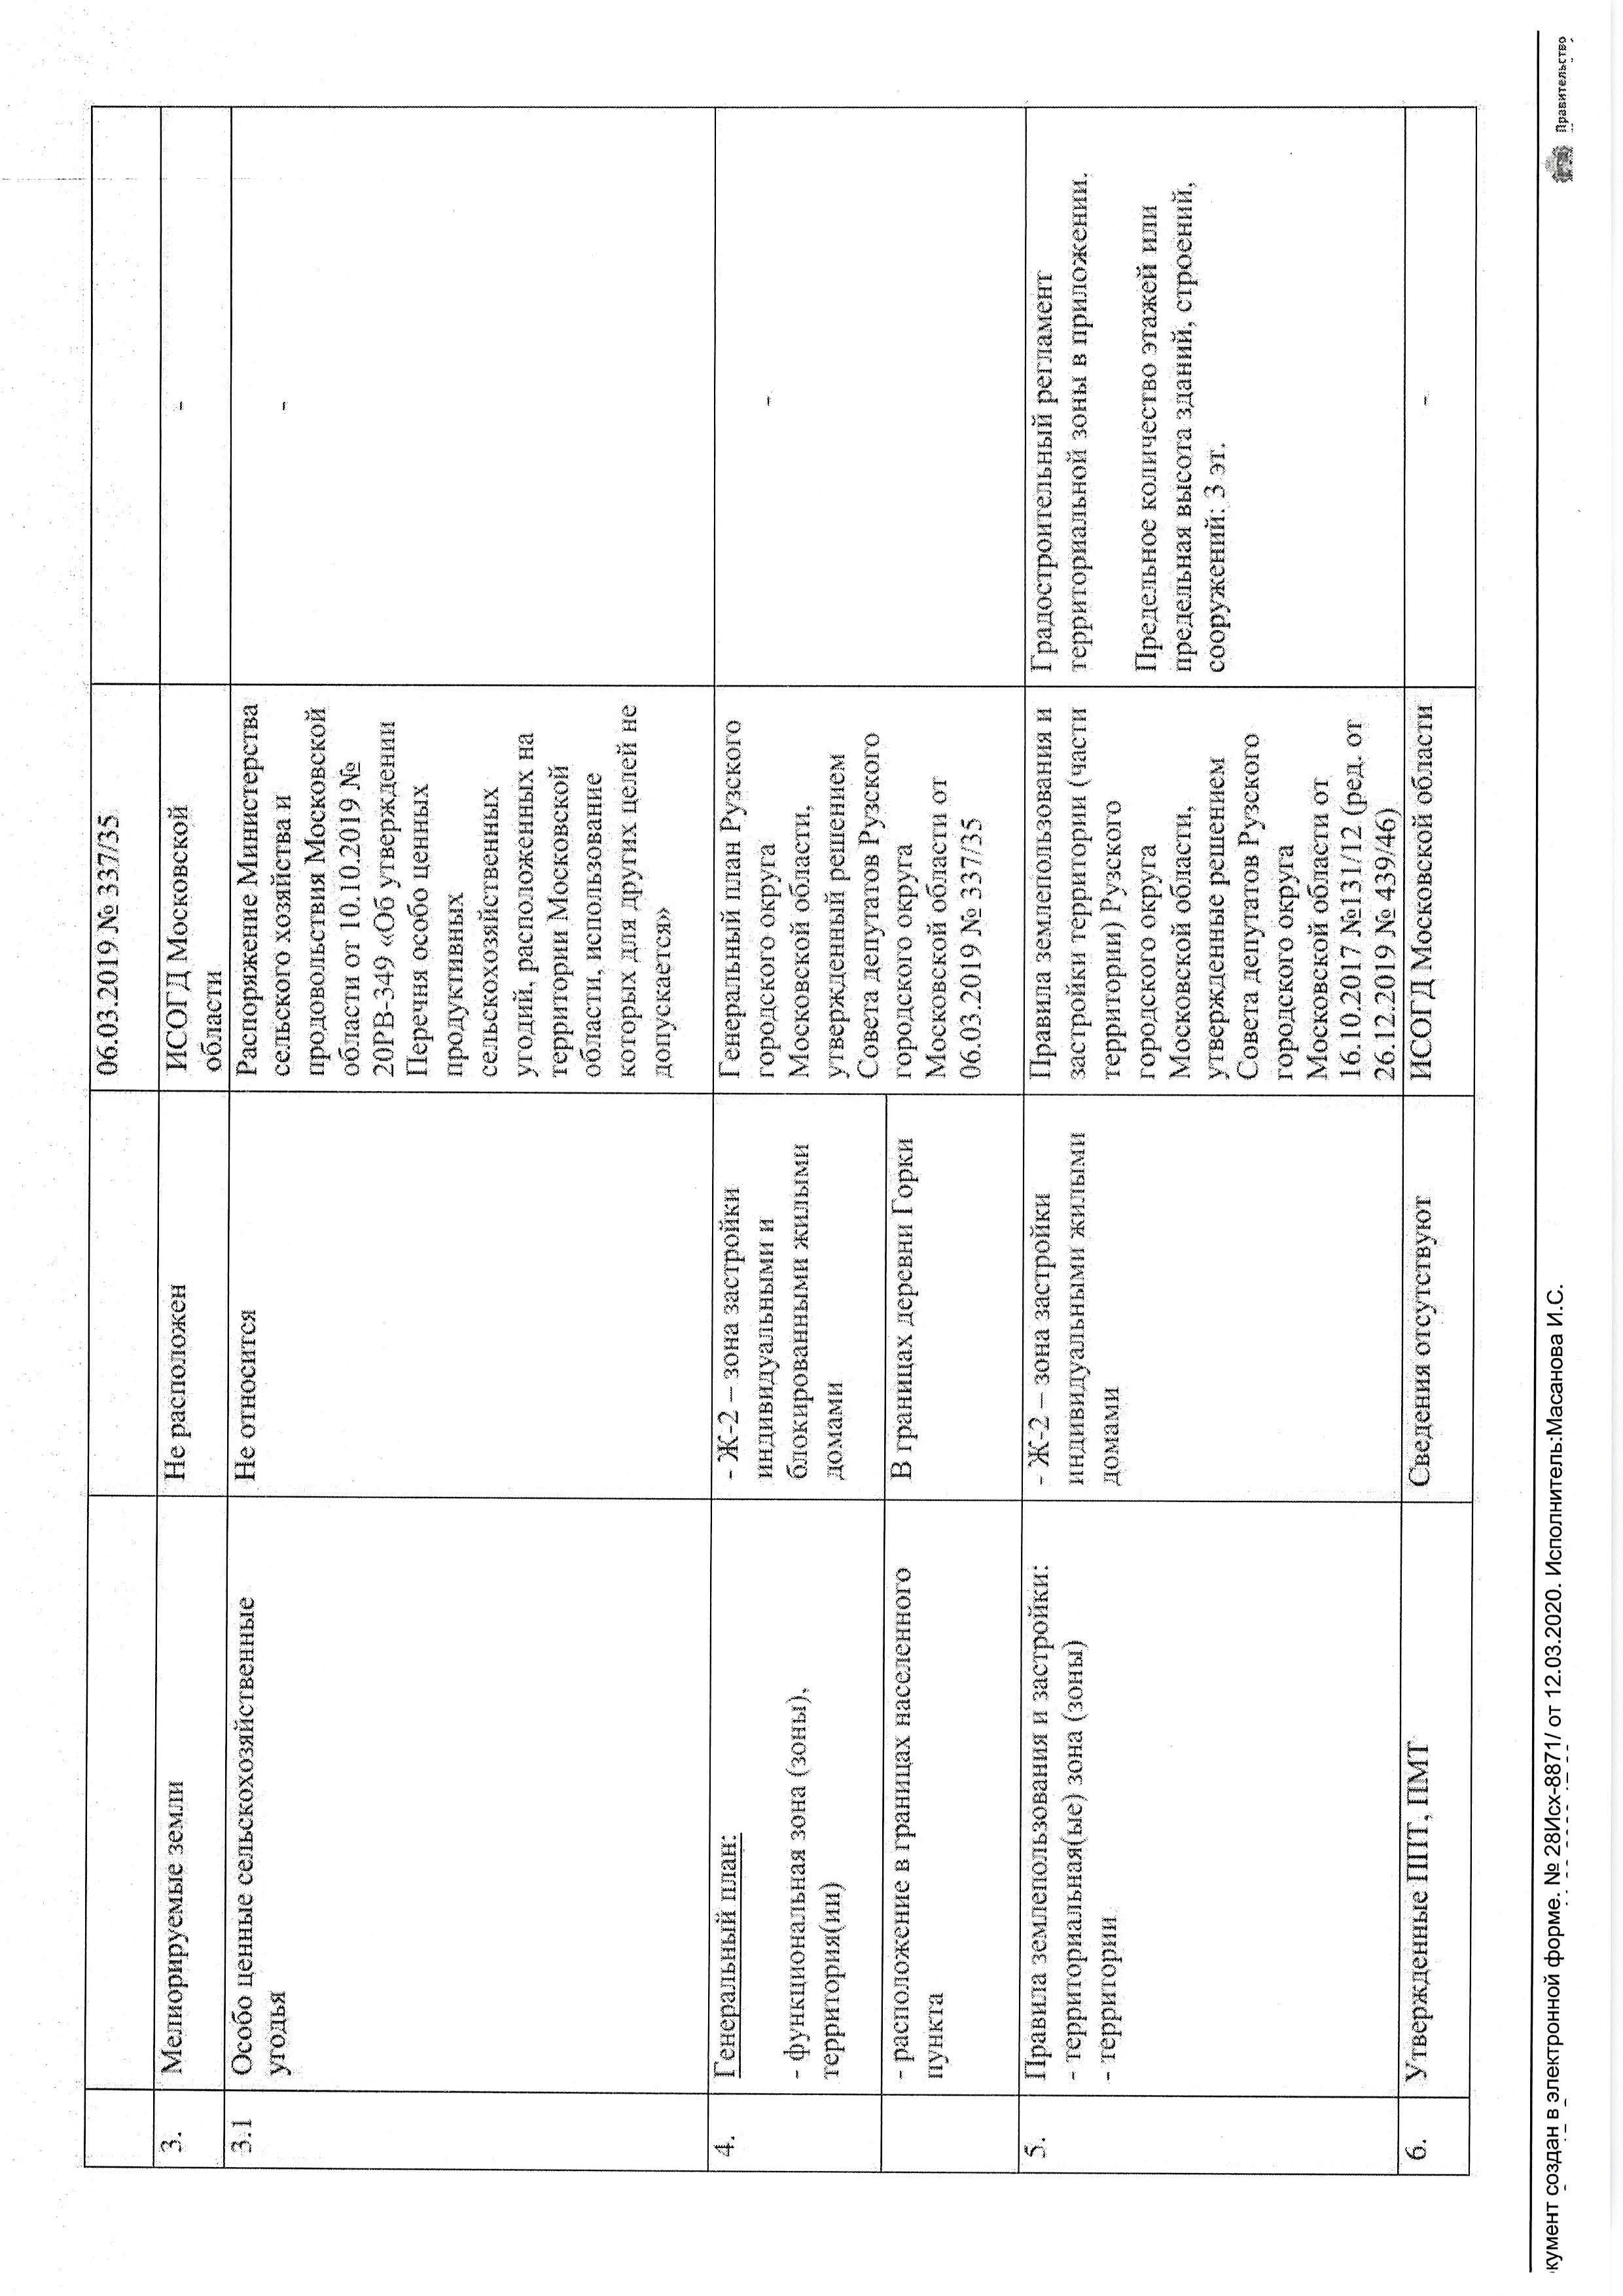 06.03.2019 № 337/35
3.
Мелиорируемые земли
Не расположен
ИСОГД Московской
области
-
3.1
Особо ценные сельскохозяйственные
угодья
Не относится
Распоряжение Министерства
сельского хозяйства и
продовольствия Московской
области от 10.10.2019 №
20РВ-349 «Об утверждении
Перечня особо ценных
продуктивных
сельскохозяйственных
угодий, расположенных на
территории Московской
области, использование
которых для других целей не
допускается»
-
4.
Генеральный план:
- функциональная зона (зоны),
территория(ии)
- Ж-2 – зона застройки
индивидуальными и
блокированными жилыми
домами
Генеральный план Рузского
городского округа
Московской области,
утвержденный решением
Совета депутатов Рузского
городского округа
Московской области от
06.03.2019 № 337/35
-
- расположение в границах населенного
пункта
В границах деревни Горки
5.
Правила землепользования и застройки:
- территориальная(ые) зона (зоны)
- территории
- Ж-2 – зона застройки
индивидуальными жилыми
домами
Правила землепользования и
застройки территории (части
территории) Рузского
городского округа
Московской области,
утвержденные решением
Совета депутатов Рузского
городского округа
Московской области от
16.10.2017 №131/12 (ред. от
26.12.2019 № 439/46)
Градостроительный регламент
территориальной зоны в приложении.
Предельное количество этажей или
предельная высота зданий, строений,
сооружений: 3 эт.
6.
Утвержденные ППТ, ПМТ
Сведения отсутствуют
ИСОГД Московской области
-
кумент создан в электронной форме. № 28Исх-8871/ от 12.03.2020. Исполнитель:Масанова И.С.
Правительство